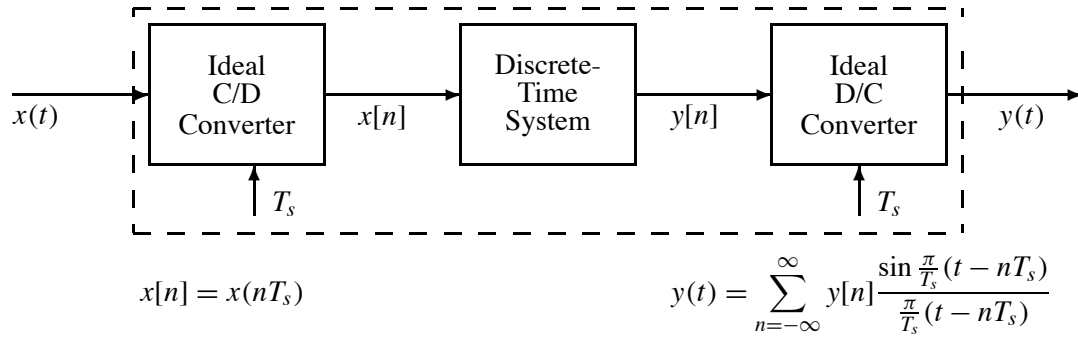 Ideal
C/D
Converter
Discrete-
Time
System
Ideal
D/C
Converter
x(t)
x[n]
y[n]
y(t)
T_s
T_s
x[n] = x(nT_s)
y(t) = \sum_{n=-\infty}^{\infty} y[n] \frac{\sin \frac{\pi}{T_s}(t - nT_s)}{\frac{\pi}{T_s}(t - nT_s)}